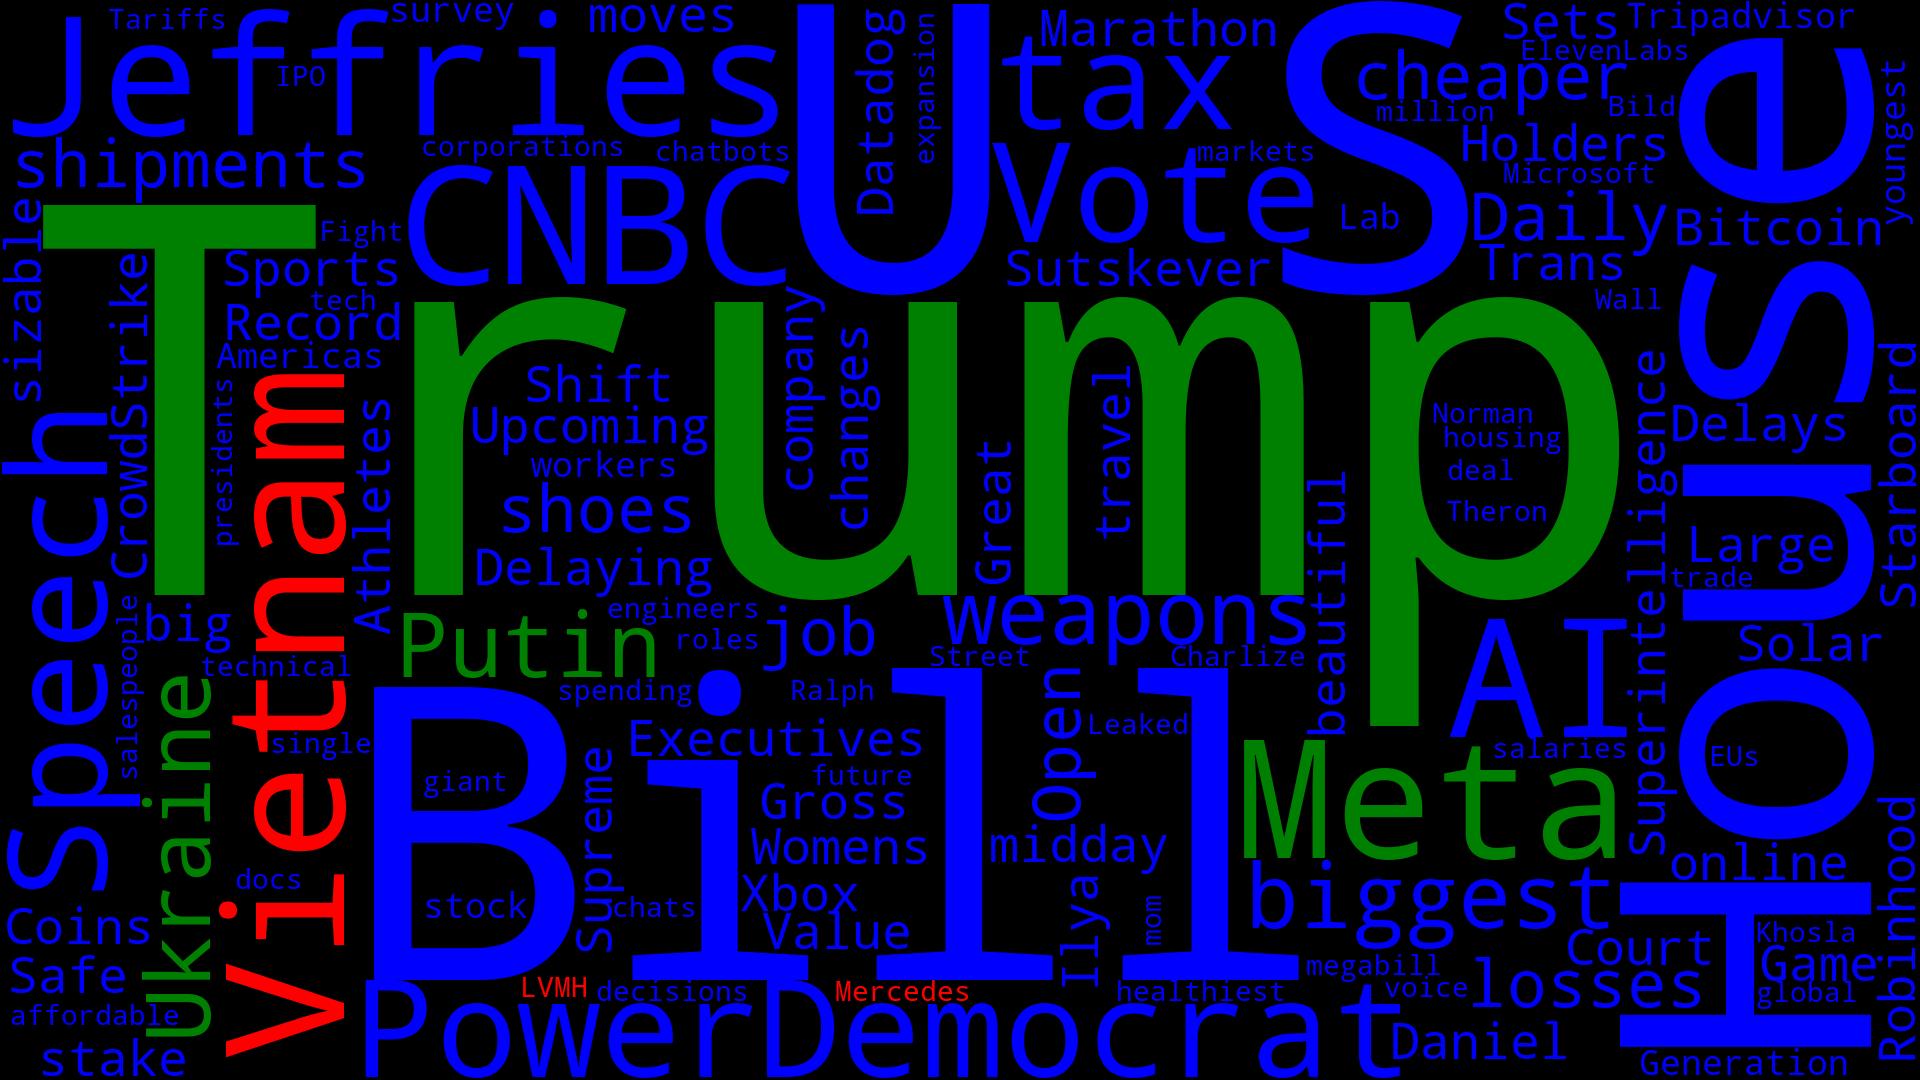 Tariffs
survey
moves
Jeffries
IPO
U
S
Datadog
expansion
Marathon
tax
Sets
Tripadvisor
ElevenLabs
cheaper
million
Bild
House
youngest
shipments
corporations
chatbots
CNBC
Vote
markets
Holders
Microsoft
Lab
Daily
Bitcoin
sizable
Trump
Fight
Sports
tech
Record
Americas
CrowdStrike
presidents
Sutskever
Trans
Wall
Speech
Vietnam
Athletes
Shift
Upcoming
workers
shoes
Delaying
company
changes
Great
travel
beautiful
Norman
housing
deal
Theron
Superintelligence
Delays
Starboard
Large
trade
Solar
big
technical
salespeople
Ukraine
single
Putin
engineers
roles
job
weapons
Street
Charlize
AI
Bill
spending
Ralph
Executives
future
Gross
Open
Leaked
Meta
salaries
EUs
giant
Supreme
Womens
midday
online
docs
stock
chats
Xbox
Value
Ilya
mom
biggest
Coins
Safe
affordable
stake
LVMH
decisions
Mercedes
healthiest
megabill
voice
losses
Court
Khosla
Game
global
Robinhood
Power
Democrat
Daniel
Generation